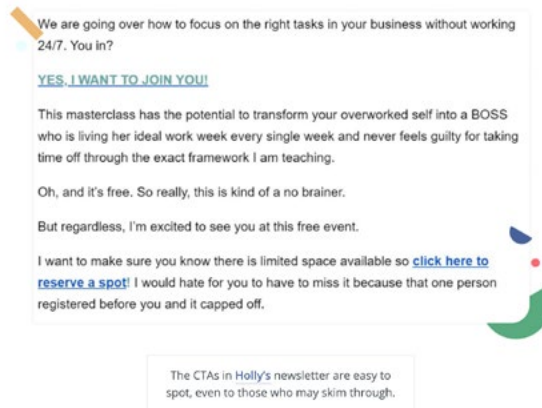 We are going over how to focus on the right tasks in your business without working
24/7. You in?
YES, I WANT TO JOIN YOU!
This masterclass has the potential to transform your overworked self into a BOSS
who is living her ideal work week every single week and never feels guilty for taking
time off through the exact framework I am teaching.
Oh, and it's free. So really, this is kind of a no brainer.
But regardless, I'm excited to see you at this free event.
I want to make sure you know there is limited space available so click here to
reserve a spot! I would hate for you to have to miss it because that one person
registered before you and it capped off.
The CTAs in Holly's newsletter are easy to
spot, even to those who may skim through.